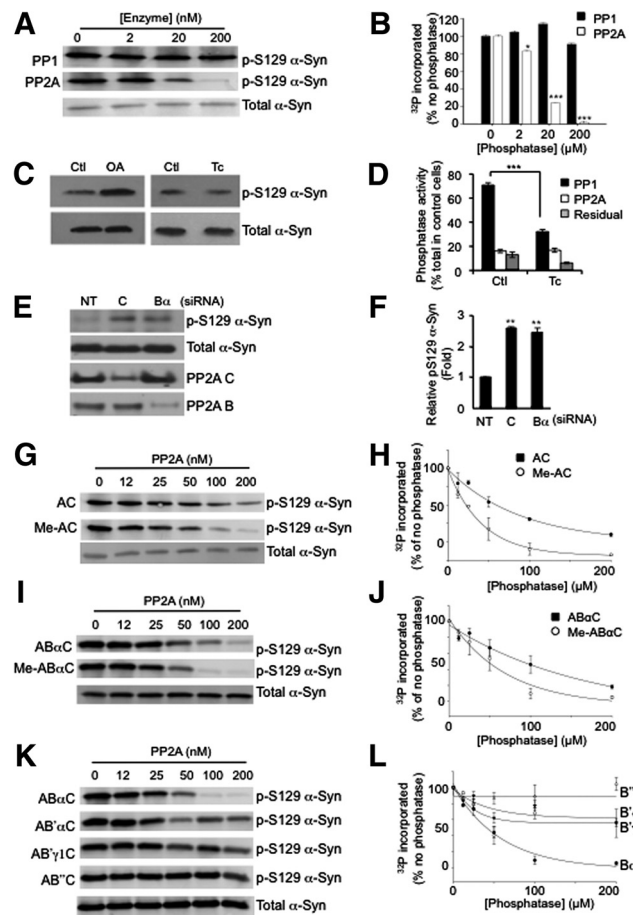 A
[Enzyme] (nM)
0 2 20 200
PP1 p-S129 α-Syn
PP2A p-S129 α-Syn
Total α-Syn
B
32P incorporated
(% no phosphatase)
120
100
80
60
40
20
0
PP1
PP2A
*
***
***
0 2 20 200
[Phosphatase] (μM)
C
Ctl OA Ctl Tc
p-S129 α-Syn
Total α-Syn
D
Phosphatase activity
(% total in control cells)
80
60
40
20
0
***
PP1
PP2A
Residual
Ctl Tc
E
NT C Bα (siRNA)
p-S129 α-Syn
Total α-Syn
PP2A C
PP2A B
F
Relative pS129 α-Syn
(Fold)
3
2
1
0
** **
NT C Bα (siRNA)
G
PP2A (nM)
0 12 25 50 100 200
AC p-S129 α-Syn
Me-AC p-S129 α-Syn
Total α-Syn
H
32P incorporated
(% of no phosphatase)
100
50
0
AC
Me-AC
0 100 200
[Phosphatase] (μM)
I
PP2A (nM)
0 12 25 50 100 200
ABαC p-S129 α-Syn
Me-ABαC p-S129 α-Syn
Total α-Syn
J
32P incorporated
(% of no phosphatase)
100
50
0
ABαC
Me-ABαC
0 100 200
[Phosphatase] (μM)
K
PP2A (nM)
0 12 25 50 100 200
ABαC p-S129 α-Syn
AB'αC p-S129 α-Syn
AB'γ1C p-S129 α-Syn
AB"C p-S129 α-Syn
Total α-Syn
L
32P incorporated
(% no phosphatase)
100
50
0
B"
0 100 200
[Phosphatase] (μM)